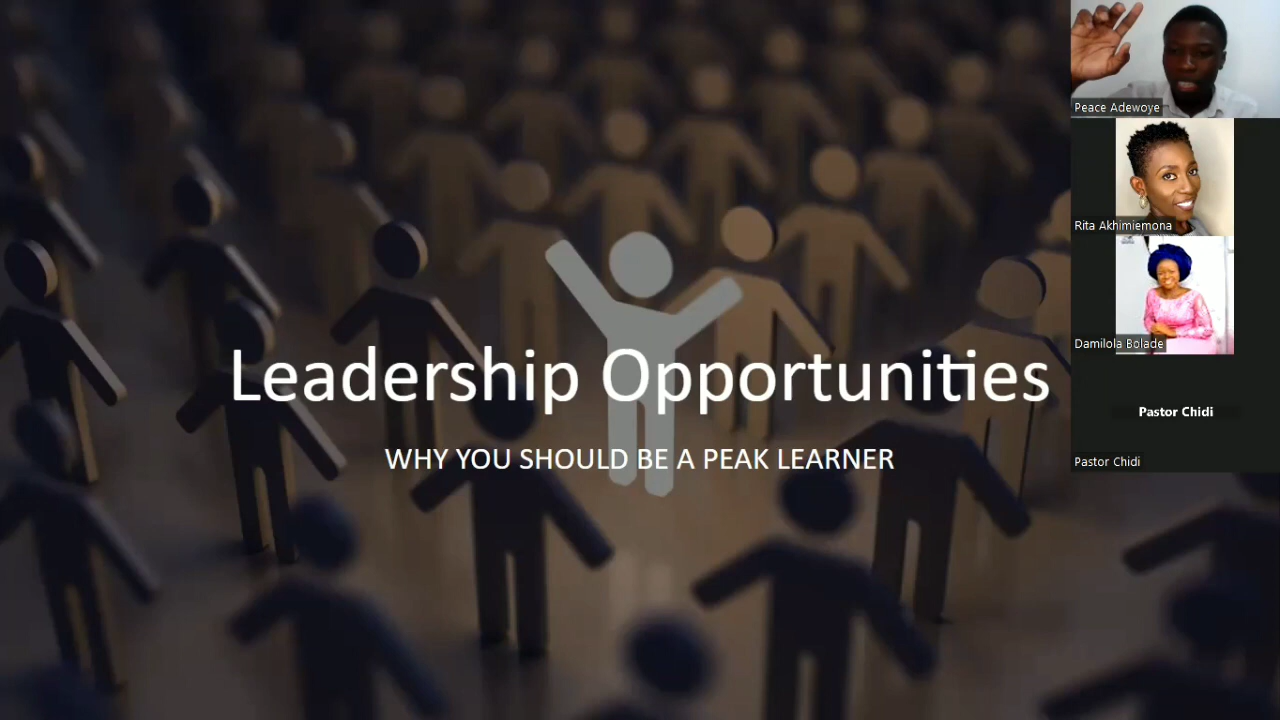 Leadership Opportunities
WHY YOU SHOULD BE A PEAK LEARNER
Peace Adewoye
Rita Akhimiemona
Damilola Bolade
Pastor Chidi
Pastor Chidi